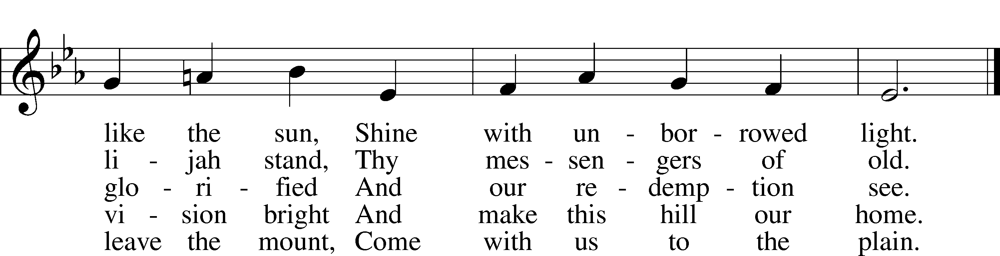 like the sun, Shine with un - bor - rowed light.
li - jah stand, Thy mes - sen - gers of old.
glo - ri - fied And our re - demp - tion see.
vi - sion bright And make this hill our home.
leave the mount, Come with us to the plain.